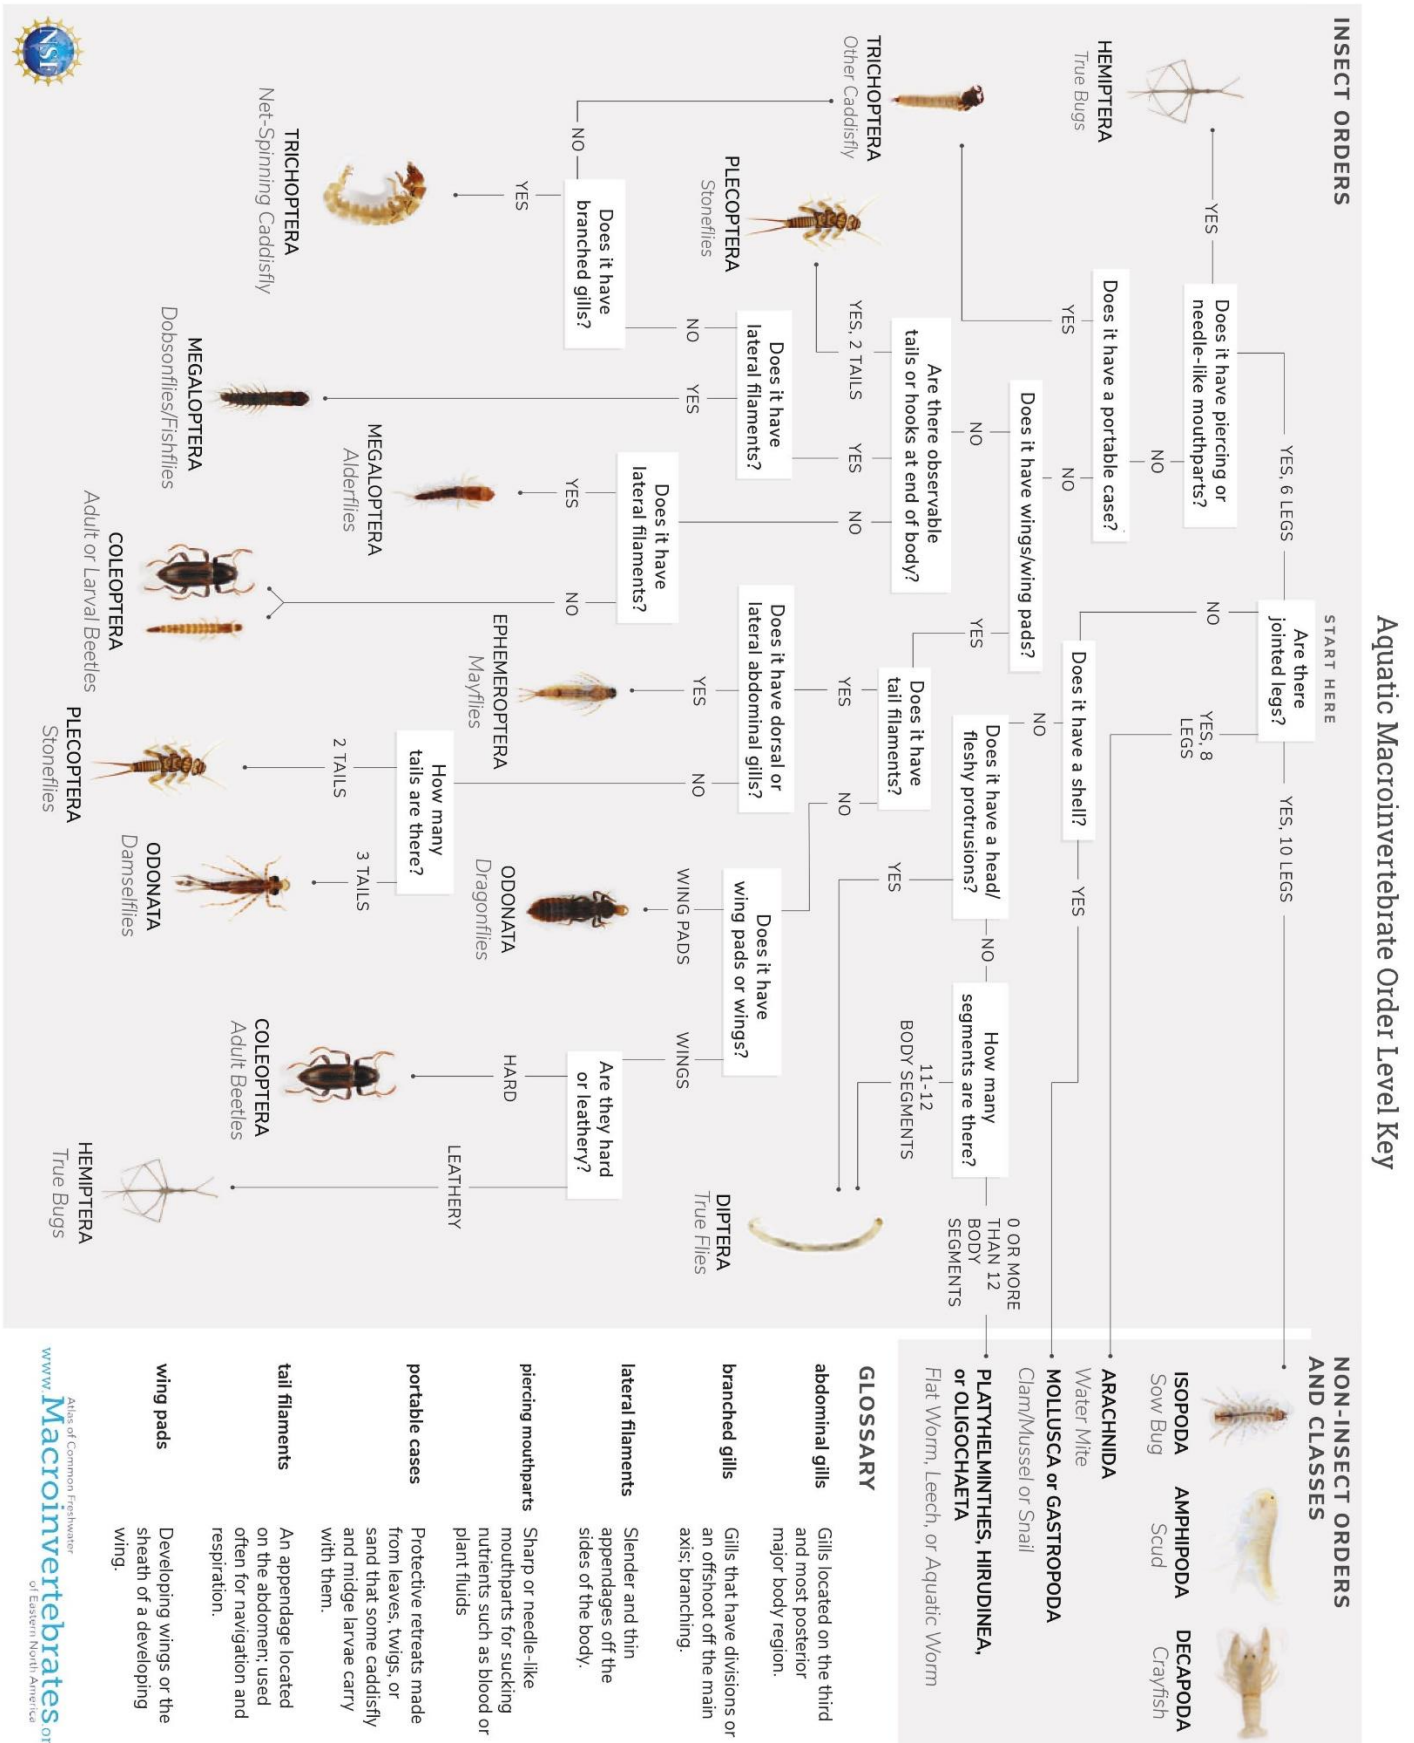 Aquatic Macroinvertebrate Order Level Key
INSECT ORDERS
START HERE
Are there
jointed legs?
YES, 6 LEGS
NO
YES, 8
LEGS
YES, 10 LEGS
Does it have piercing or
needle-like mouthparts?
YES
HEMIPTERA
True Bugs
NO
Does it have a portable case?
YES
TRICHOPTERA
Other Caddisfly
NO
Does it have wings/wing pads?
NO
YES
Are there observable
tails or hooks at end of body?
YES, 2 TAILS
YES
NO
PLECOPTERA
Stoneflies
Does it have
lateral filaments?
NO
YES
Does it have
branched gills?
NO
YES
TRICHOPTERA
Net-Spinning Caddisfly
MEGALOPTERA
Dobsonflies/Fishflies
Does it have
lateral filaments?
YES
NO
MEGALOPTERA
Alderflies
COLEOPTERA
Adult or Larval Beetles
Does it have
tail filaments?
YES
NO
Does it have dorsal or
lateral abdominal gills?
YES
NO
EPHEMEROPTERA
Mayflies
How many
tails are there?
2 TAILS
3 TAILS
PLECOPTERA
Stoneflies
ODONATA
Damselflies
Does it have
wing pads or wings?
WING PADS
WINGS
ODONATA
Dragonflies
Are they hard
or leathery?
HARD
LEATHERY
COLEOPTERA
Adult Beetles
HEMIPTERA
True Bugs
Does it have a shell?
NO
YES
Does it have a head/
fleshy protrusions?
YES
NO
How many
segments are there?
11-12
BODY SEGMENTS
0 OR MORE
THAN 12
BODY
SEGMENTS
DIPTERA
True Flies
NON-INSECT ORDERS
AND CLASSES
ISOPODA
Sow Bug
AMPHIPODA
Scud
DECAPODA
Crayfish
ARACHNIDA
Water Mite
MOLLUSCA or GASTROPODA
Clam/Mussel or Snail
PLATYHELMINTHES, HIRUDINEA,
or OLIGOCHAETA
Flat Worm, Leech, or Aquatic Worm
GLOSSARY
abdominal gills
Gills located on the third
and most posterior
major body region.
branched gills
Gills that have divisions or
an offshoot off the main
axis; branching.
lateral filaments
Slender and thin
appendages off the
sides of the body.
piercing mouthparts
Sharp or needle-like
mouthparts for sucking
nutrients such as blood or
plant fluids
portable cases
Protective retreats made
from leaves, twigs, or
sand that some caddisfly
and midge larvae carry
with them.
tail filaments
An appendage located
on the abdomen; used
often for navigation and
respiration.
wing pads
Developing wings or the
sheath of a developing
wing.
NSF
Atlas of Common Freshwater
www.Macroinvertebrates.or
of Eastern North America